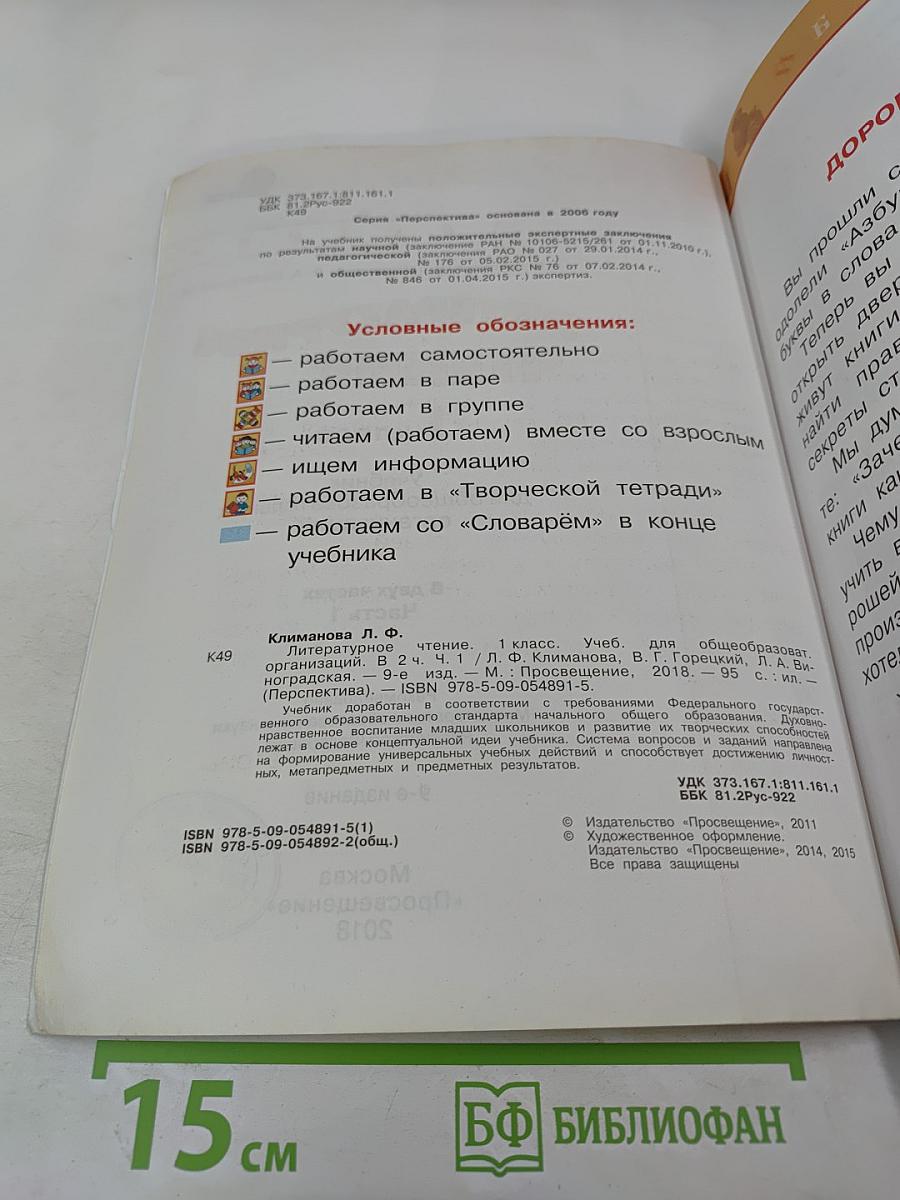 УДК 373.167.1:811.161.1
ББК 81.2Рус-922
К49
Серия «Перспектива» основана в 2006 году
На учебник получены положительные экспертные заключения
по результатам научной (заключение РАН № 10106-5215/261 от 01.11.2010 г.),
педагогической (заключения РАО № 027 от 29.01.2014 г.,
№ 176 от 05.02.2015 г.)
и общественной (заключения РКС № 76 от 07.02.2014 г.,
№ 846 от 01.04.2015 г.) экспертиз.
Условные обозначения:
— работаем самостоятельно
— работаем в паре
— работаем в группе
— читаем (работаем) вместе со взрослым
— ищем информацию
— работаем в «Творческой тетради»
— работаем со «Словарём» в конце
учебника
Климанова Л. Ф.
К49 Литературное чтение. 1 класс. Учеб. для общеобразоват.
организаций. В 2 ч. Ч. 1 / Л. Ф. Климанова, В. Г. Горецкий, Л. А. Ви-
ноградская. — 9-е изд. — М. : Просвещение, 2018. — 95 с. : ил. —
(Перспектива). — ISBN 978-5-09-054891-5.
Учебник доработан в соответствии с требованиями Федерального государст-
венного образовательного стандарта начального общего образования. Духовно-
нравственное воспитание младших школьников и развитие их творческих способностей
лежат в основе концептуальной идеи учебника. Система вопросов и заданий направлена
на формирование универсальных учебных действий и способствует достижению личност-
ных, метапредметных и предметных результатов.
УДК 373.167.1:811.161.1
ББК 81.2Рус-922
ISBN 978-5-09-054891-5(1)
ISBN 978-5-09-054892-2(общ.)
© Издательство «Просвещение», 2011
© Художественное оформление.
Издательство «Просвещение», 2014, 2015
Все права защищены
Б
ДОРОГ
Вы прошли с
одолели «Азбу
буквы в слова
Теперь вы
открыть двер
живут книги
найти прав
секреты ст
Мы дум
те: «Заче
книги ка
Чему
учить в
рошей
произ
хотел
15 см
БФ БИБЛИОФАН